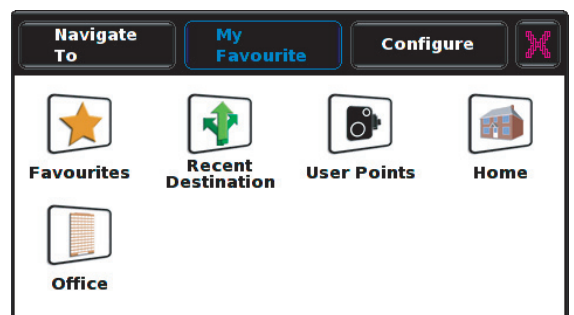 Navigate
To
My
Favourite
Configure
Favourites
Recent
Destination
User Points
Home
Office